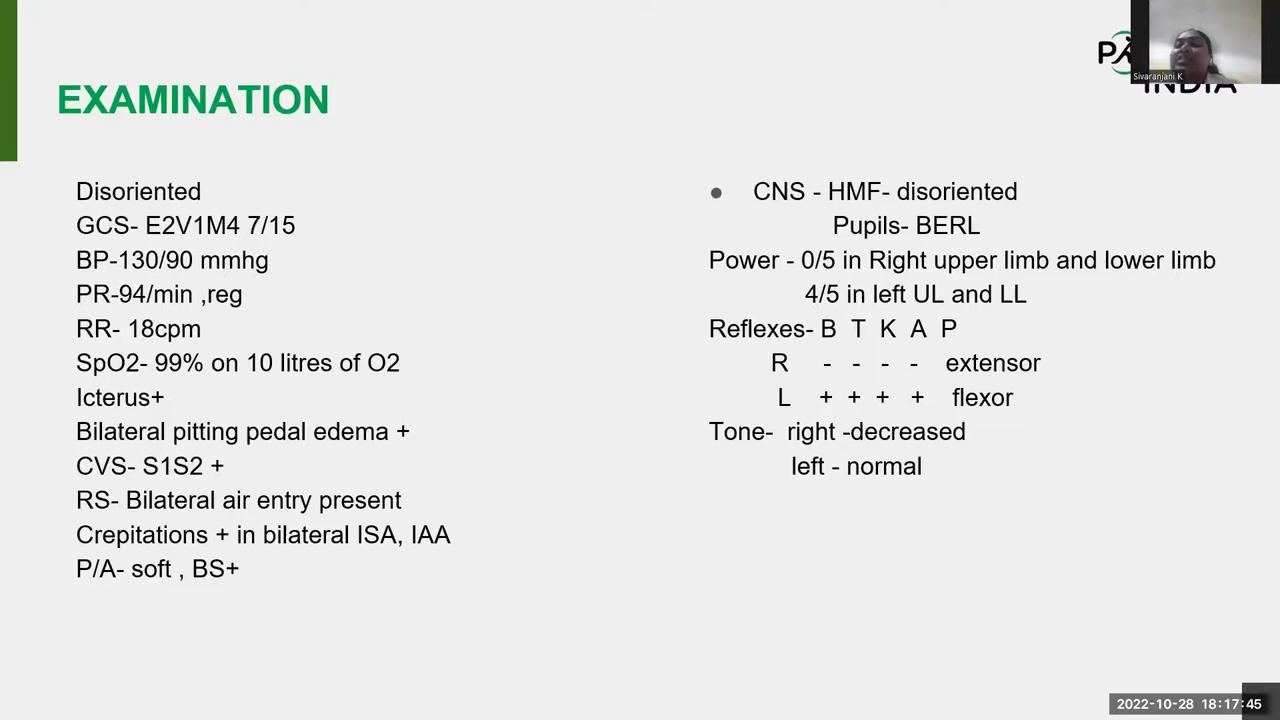 EXAMINATION
Disoriented
GCS- E2V1M4 7/15
BP-130/90 mmhg
PR-94/min ,reg
RR- 18cpm
SpO2- 99% on 10 litres of O2
Icterus+
Bilateral pitting pedal edema +
CVS- S1S2 +
RS- Bilateral air entry present
Crepitations + in bilateral ISA, IAA
P/A- soft , BS+
● CNS - HMF- disoriented
Pupils- BERL
Power - 0/5 in Right upper limb and lower limb
4/5 in left UL and LL
Reflexes- B T K A P
R - - - - extensor
L + + + + flexor
Tone- right -decreased
left - normal
Sivaranjani K
INDIA
2022-10-28 18:17:45